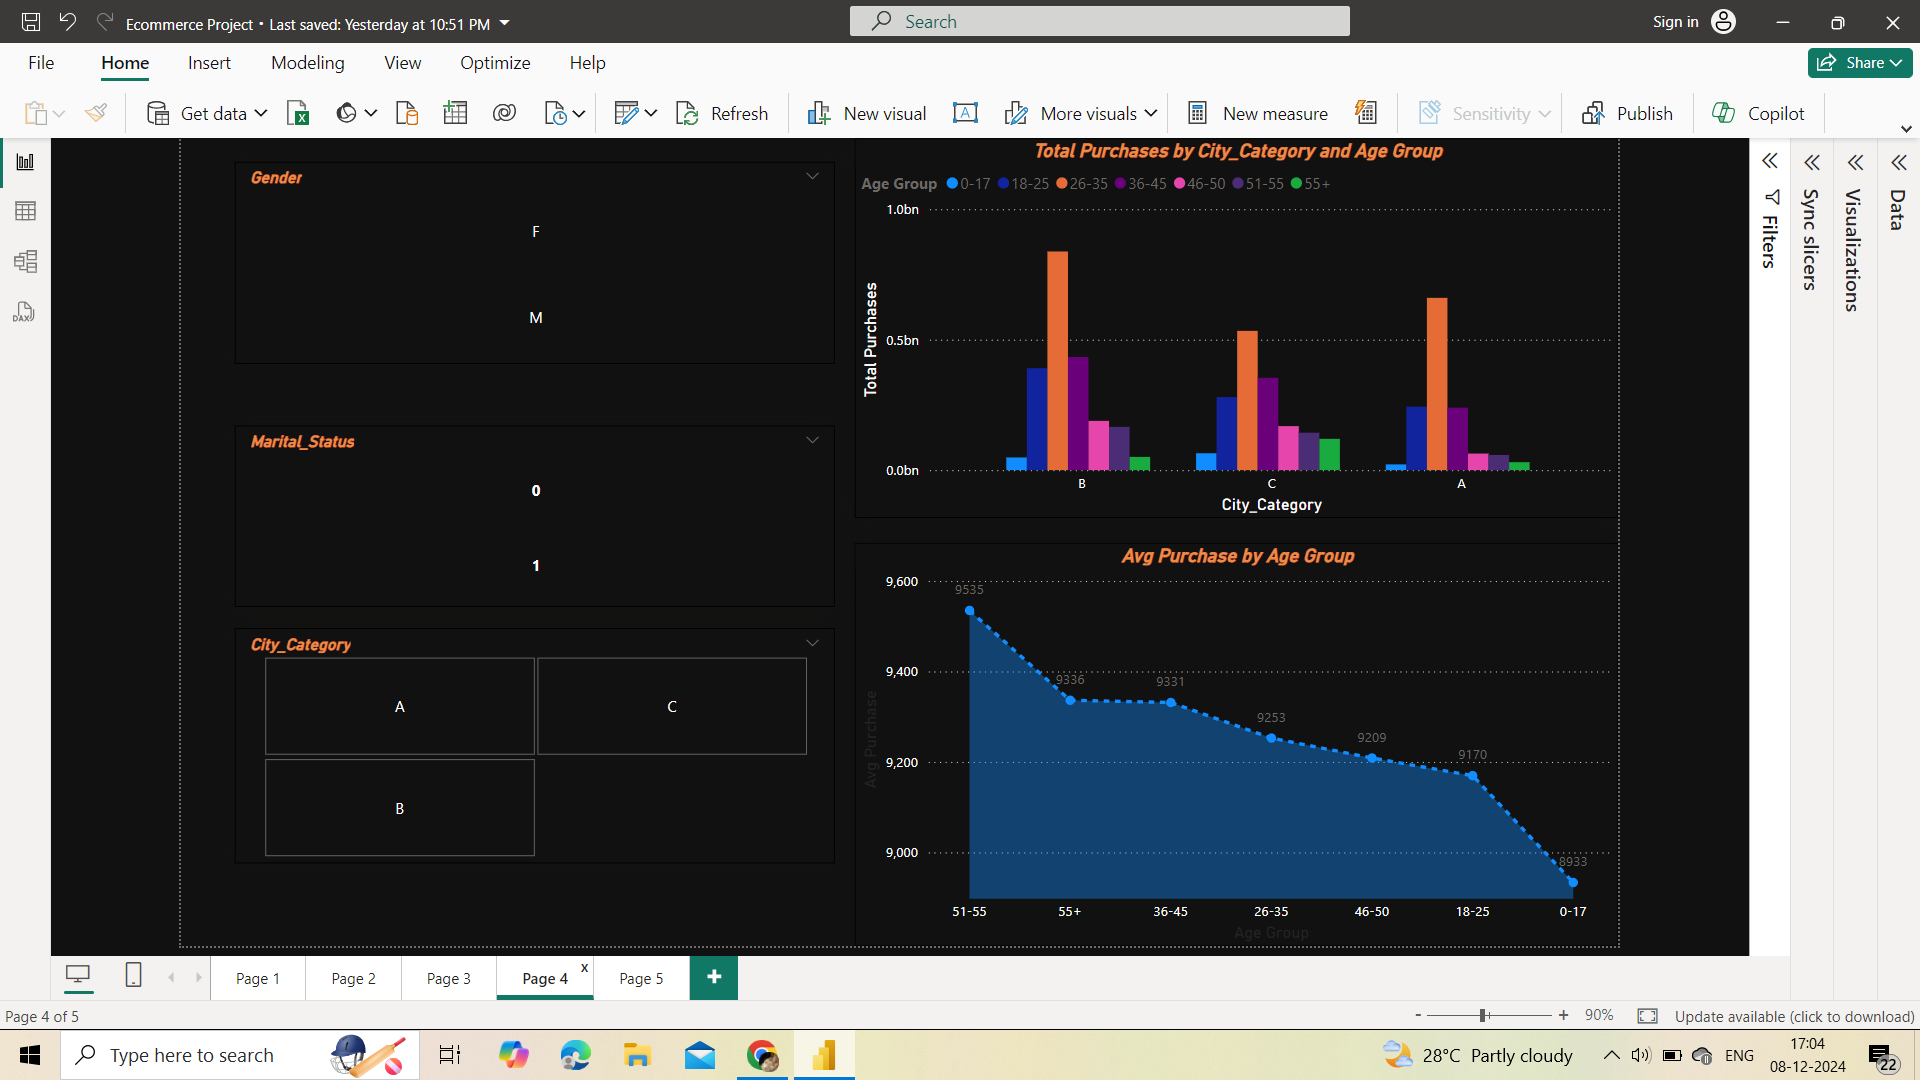 Ecommerce Project • Last saved: Yesterday at 10:51 PM
Search
Sign in
File
Home
Insert
Modeling
View
Optimize
Help
Share
Get data
Refresh
New visual
More visuals
New measure
Sensitivity
Publish
Copilot
DAX
Gender
F
M
Marital_Status
0
1
City_Category
A
C
B
Total Purchases by City_Category and Age Group
Age Group 0-17 18-25 26-35 36-45 46-50 51-55 55+
1.0bn
0.5bn
0.0bn
Total Purchases
B C A
City_Category
Avg Purchase by Age Group
9,600
9,400
9,200
9,000
Avg Purchase
9535
9336
9331
9253
9209
9170
8933
51-55 55+ 36-45 26-35 46-50 18-25 0-17
Age Group
Filters
Sync slicers
Visualizations
Data
Page 1
Page 2
Page 3
Page 4 x
Page 5
+
Page 4 of 5
- + 90%
Update available (click to download)
Type here to search
28°C Partly cloudy
ENG
17:04
08-12-2024
22